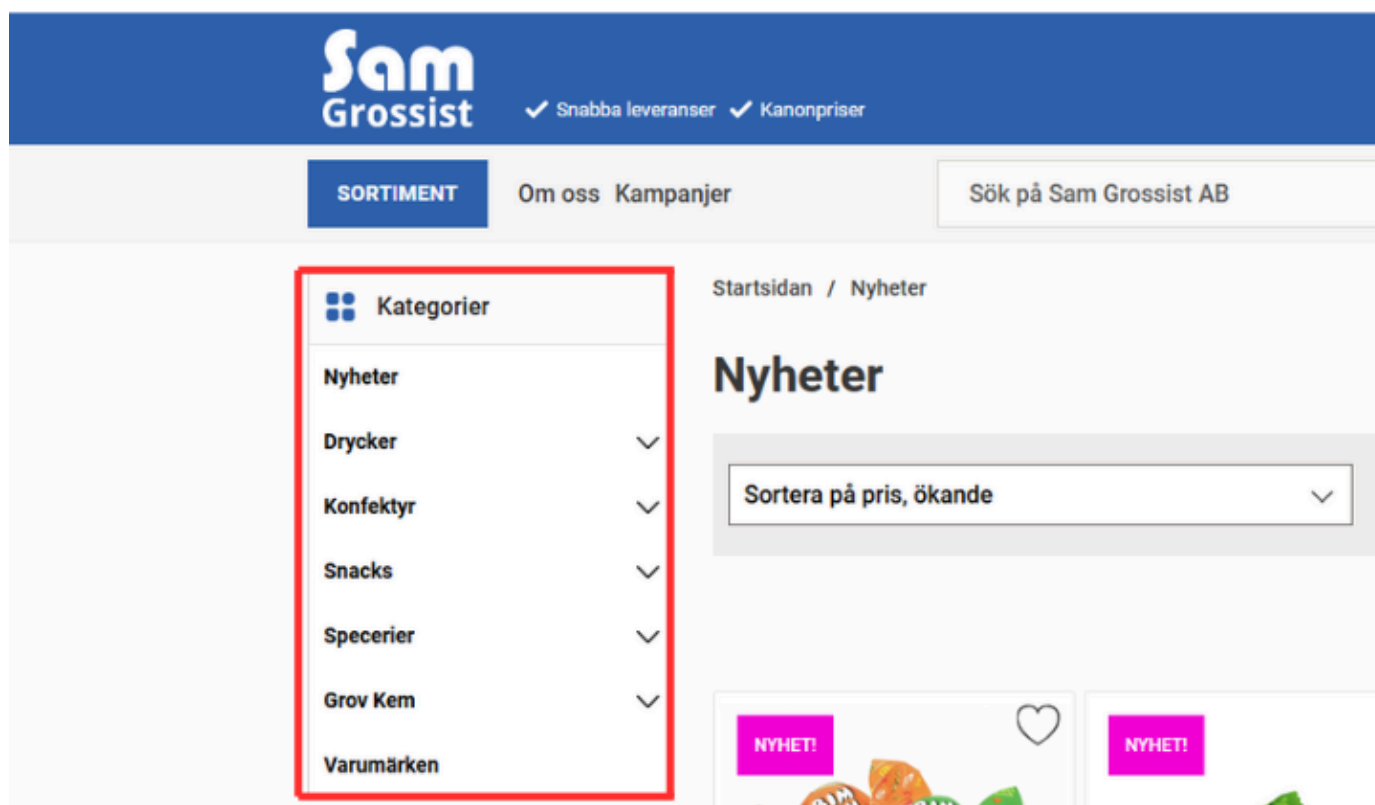 Sam
Grossist
Snabba leveranser Kanonpriser
SORTIMENT Om oss Kampanjer Sök på Sam Grossist AB
Kategorier
Nyheter
Drycker
Konfektyr
Snacks
Specerier
Grov Kem
Varumärken
Startsidan / Nyheter
Nyheter
Sortera på pris, ökande
NYHET!
NYHET!